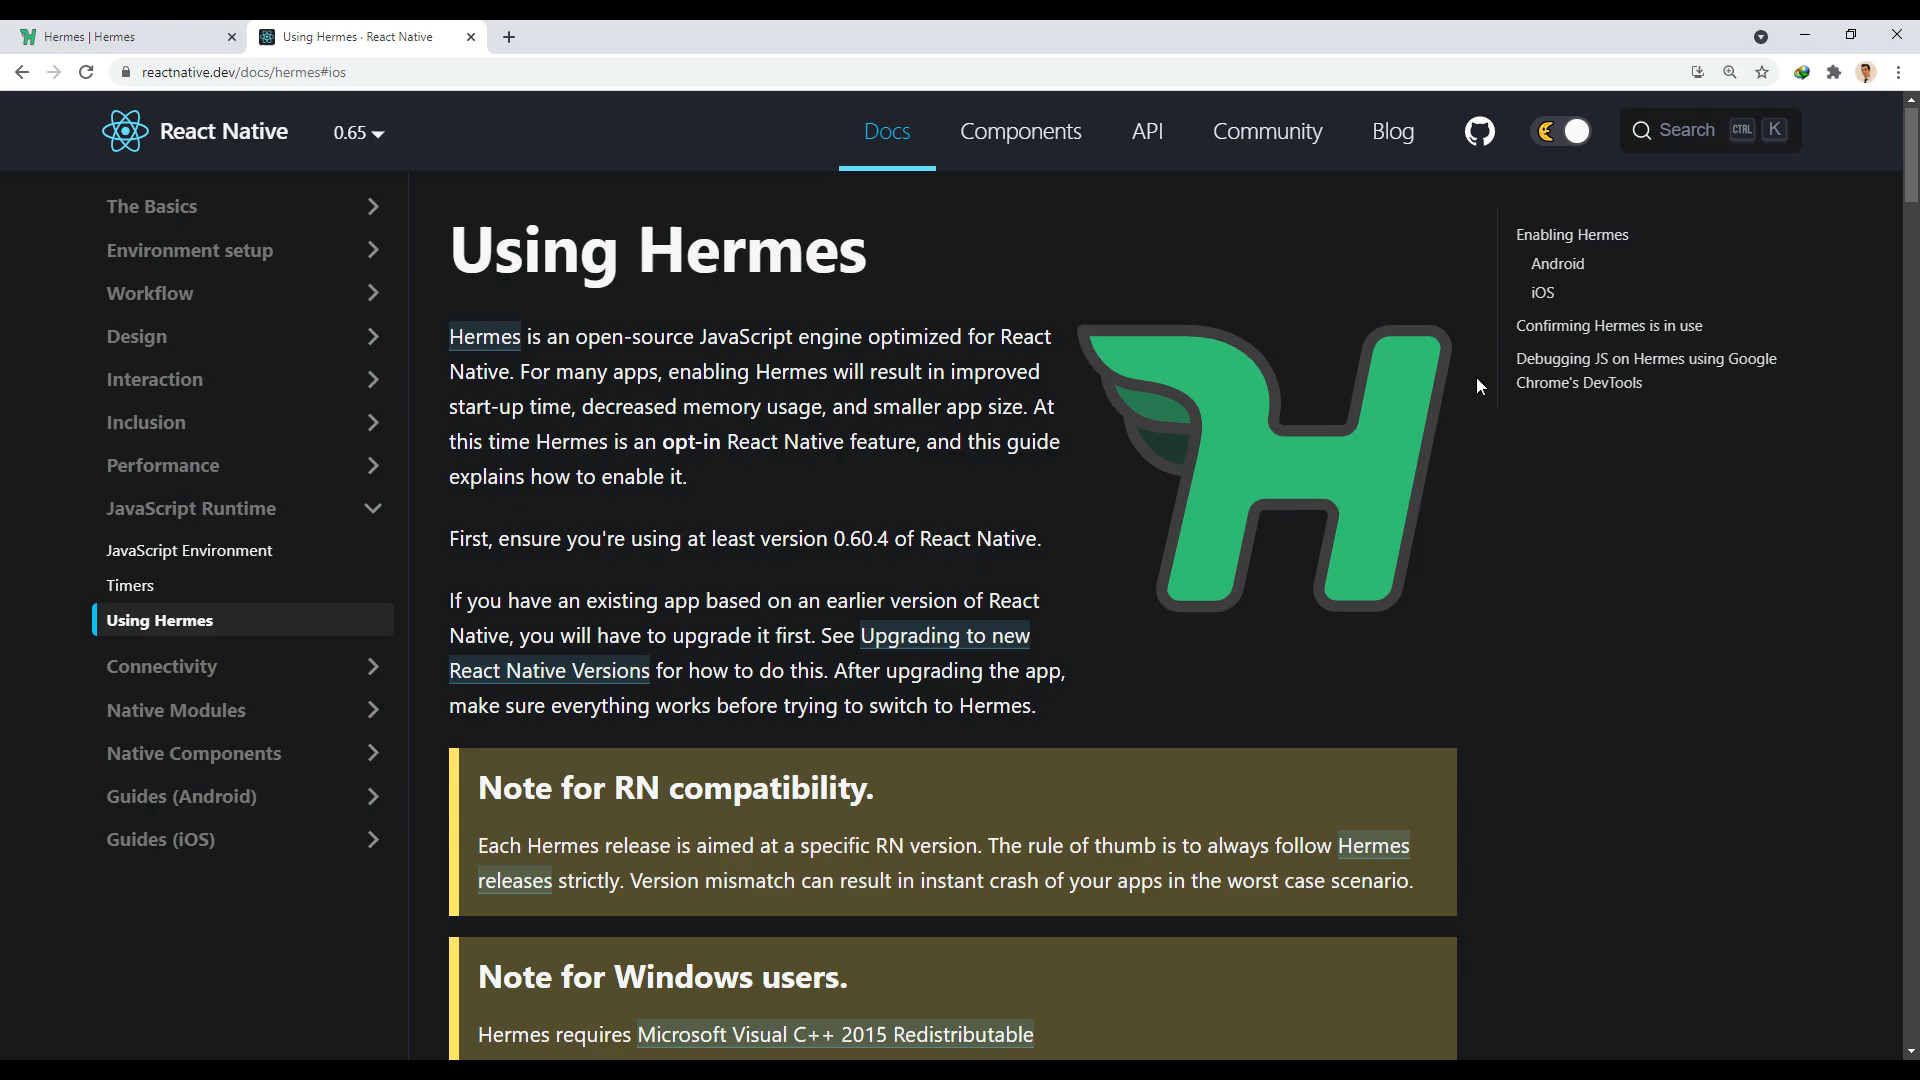 Hermes | Hermes
Using Hermes · React Native
reactnative.dev/docs/hermes#ios
React Native
0.65
Docs
Components
API
Community
Blog
Search CTRL K
The Basics
Environment setup
Workflow
Design
Interaction
Inclusion
Performance
JavaScript Runtime
JavaScript Environment
Timers
Using Hermes
Connectivity
Native Modules
Native Components
Guides (Android)
Guides (iOS)
Using Hermes
Hermes is an open-source JavaScript engine optimized for React
Native. For many apps, enabling Hermes will result in improved
start-up time, decreased memory usage, and smaller app size. At
this time Hermes is an opt-in React Native feature, and this guide
explains how to enable it.
First, ensure you're using at least version 0.60.4 of React Native.
If you have an existing app based on an earlier version of React
Native, you will have to upgrade it first. See Upgrading to new
React Native Versions for how to do this. After upgrading the app,
make sure everything works before trying to switch to Hermes.
Note for RN compatibility.
Each Hermes release is aimed at a specific RN version. The rule of thumb is to always follow Hermes
releases strictly. Version mismatch can result in instant crash of your apps in the worst case scenario.
Note for Windows users.
Hermes requires Microsoft Visual C++ 2015 Redistributable
Enabling Hermes
Android
iOS
Confirming Hermes is in use
Debugging JS on Hermes using Google
Chrome's DevTools